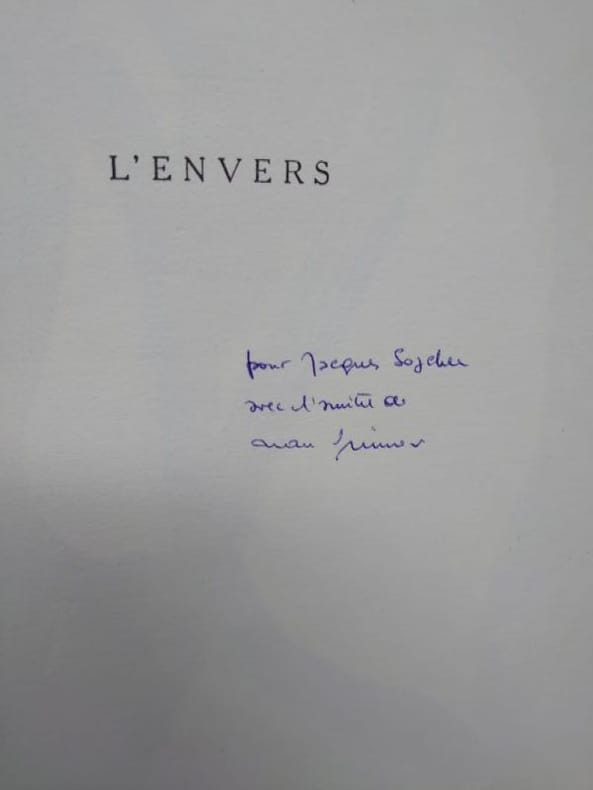 L'ENVERS
pour Jacques Sojcher
avec l'amitié de